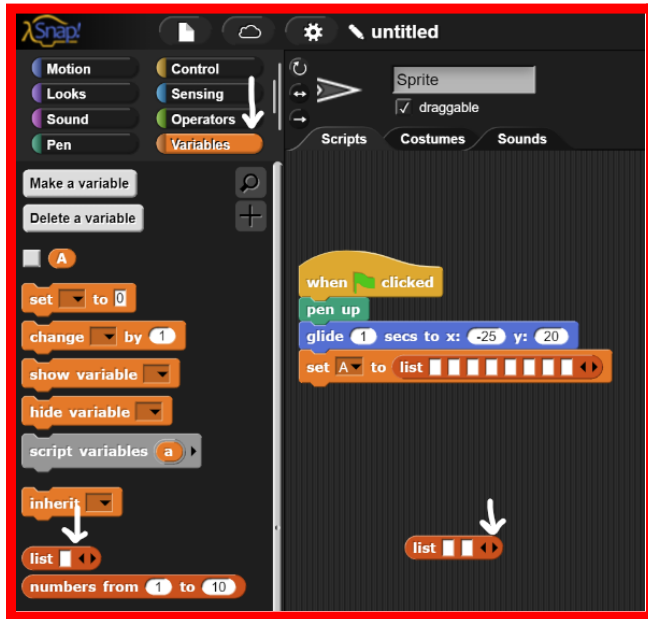 λSnap!
untitled
Motion
Control
Looks
Sensing
Sound
Operators
Pen
Variables
Sprite
draggable
Scripts Costumes Sounds
Make a variable
Delete a variable
A
set to 0
change by 1
show variable
hide variable
script variables a
inherit
list
numbers from 1 to 10
when clicked
pen up
glide 1 secs to x: -25 y: 20
set A to list
list